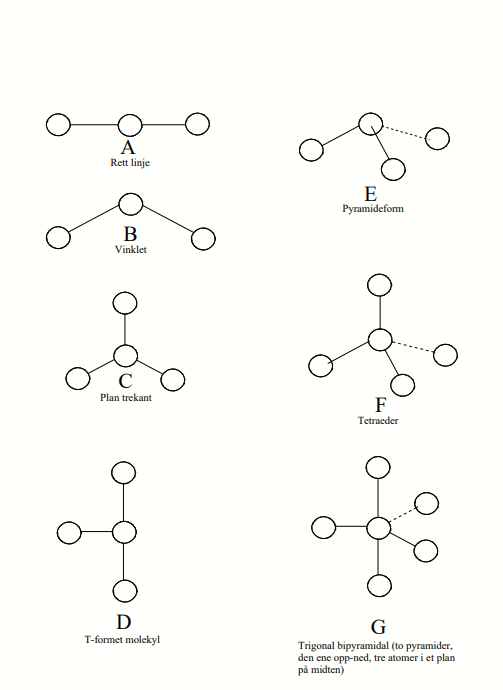 A
Rett linje
B
Vinklet
C
Plan trekant
D
T-formet molekyl
E
Pyramideform
F
Tetraeder
G
Trigonal bipyramidal (to pyramider,
den ene opp-ned, tre atomer i et plan
på midten)